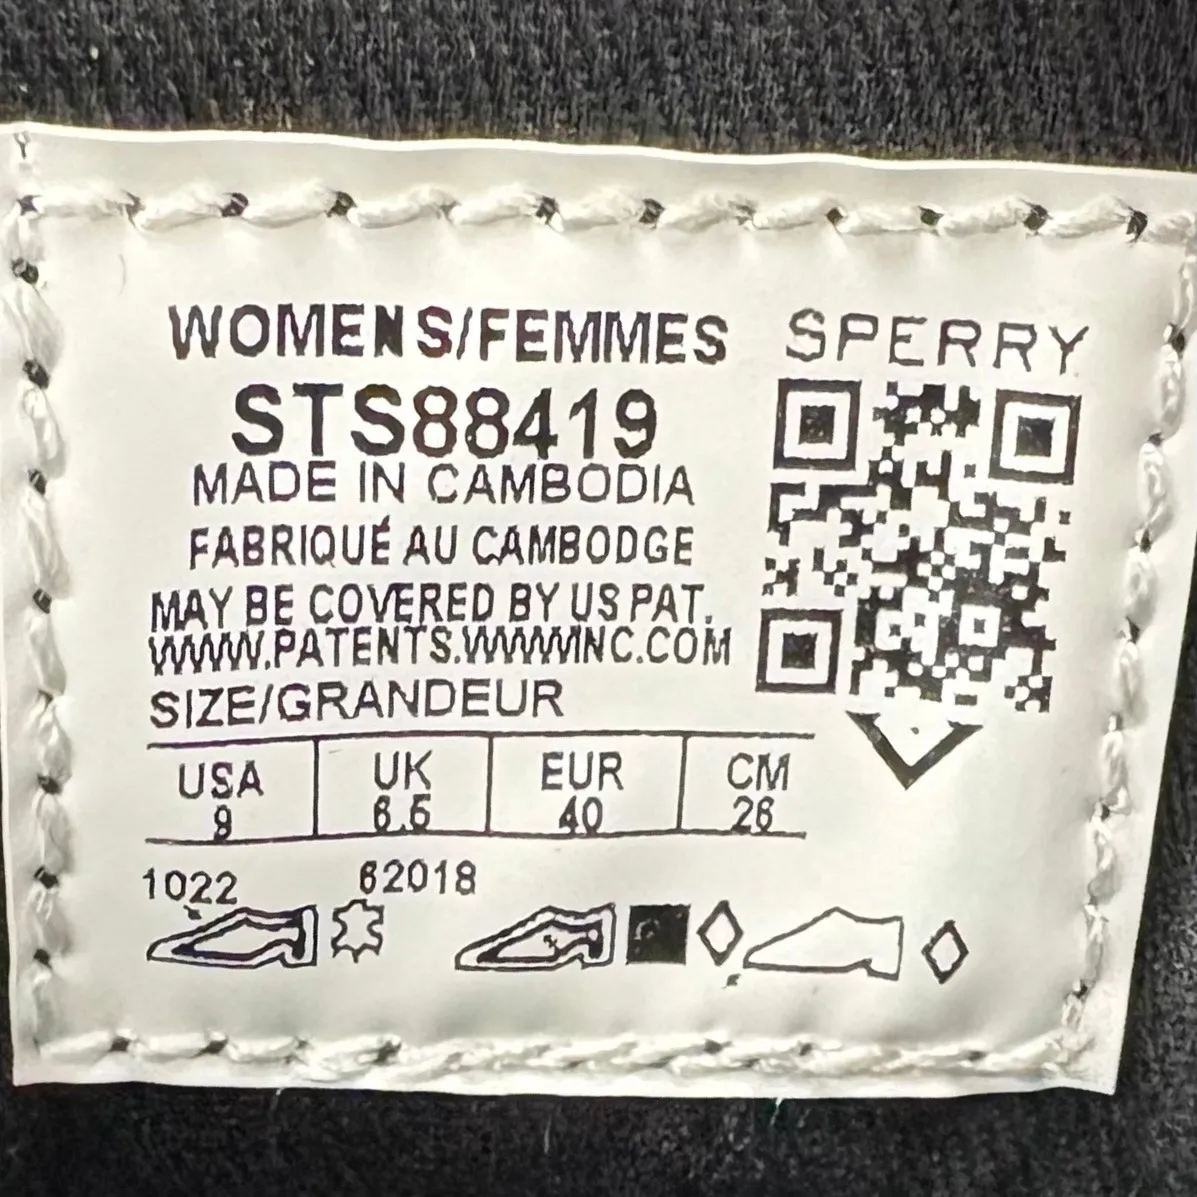 WOMENS/FEMMES
SPERRY
STS88419
MADE IN CAMBODIA
FABRIQUÉ AU CAMBODGE
MAY BE COVERED BY US PAT.
WWW.PATENTS.WWWINC.COM
SIZE/GRANDEUR
USA UK EUR CM
9 6.5 40 26
1022 62018